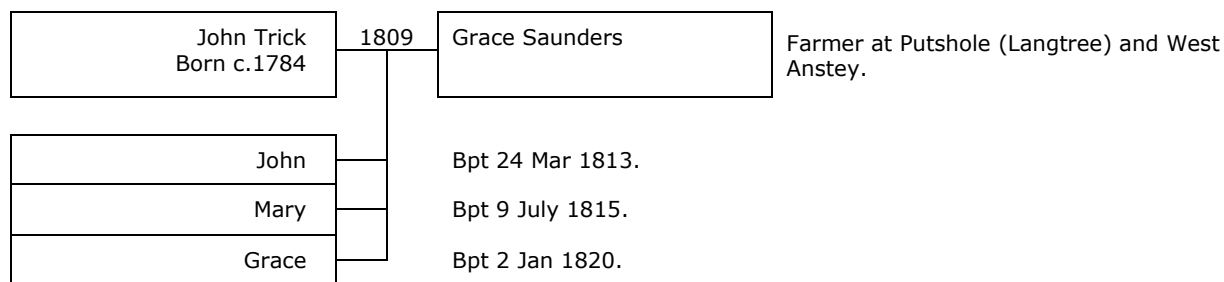 John Trick
Born c.1784
1809
Grace Saunders
Farmer at Putshole (Langtree) and West
Anstey.
John
Bpt 24 Mar 1813.
Mary
Bpt 9 July 1815.
Grace
Bpt 2 Jan 1820.